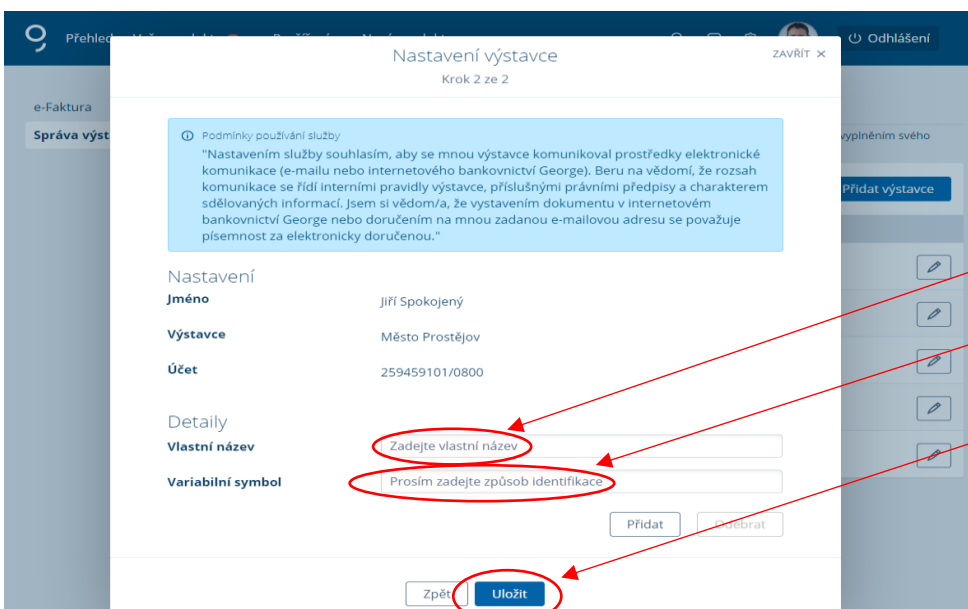 Přehled
Odhlášení
Nastavení výstavce
ZAVŘÍT ×
Krok 2 ze 2
e-Faktura
Správa výst
vyplněním svého
Přidat výstavce
Podmínky používání služby
"Nastavením služby souhlasím, aby se mnou výstavce komunikoval prostředky elektronické
komunikace (e-mailu nebo internetového bankovnictví George). Beru na vědomí, že rozsah
komunikace se řídí interními pravidly výstavce, příslušnými právními předpisy a charakterem
sdělovaných informací. Jsem si vědom/a, že vystavením dokumentu v internetovém
bankovnictví George nebo doručením na mnou zadanou e-mailovou adresu se považuje
písemnost za elektronicky doručenou."
Nastavení
Jméno Jiří Spokojený
Výstavce Město Prostějov
Účet 259459101/0800
Detaily
Vlastní název Zadejte vlastní název
Variabilní symbol Prosím zadejte způsob identifikace
Přidat Odebrat
Zpět Uložit